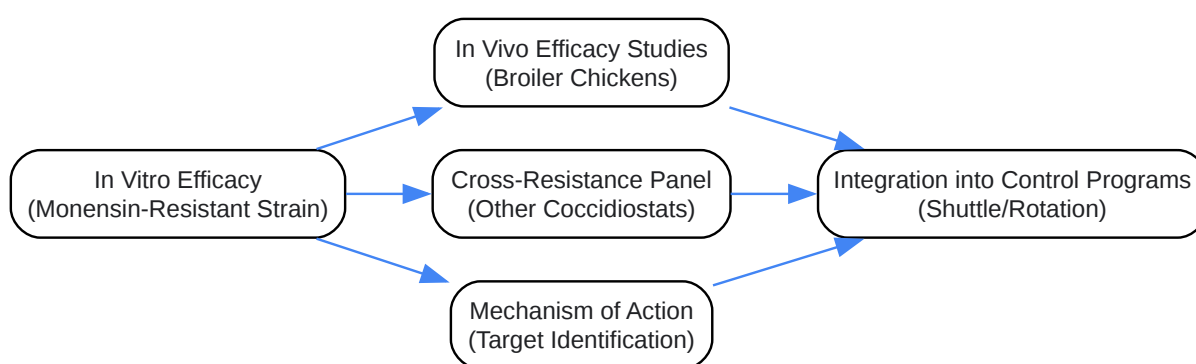 In Vivo Efficacy Studies
(Broiler Chickens)
In Vitro Efficacy
(Monensin-Resistant Strain)
Cross-Resistance Panel
(Other Coccidiostats)
Integration into Control Programs
(Shuttle/Rotation)
Mechanism of Action
(Target Identification)